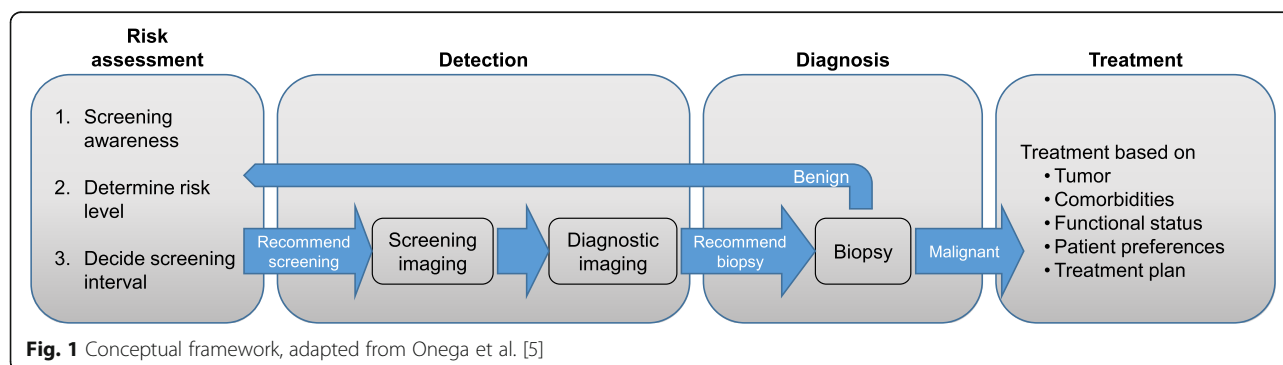 Risk
assessment
Detection
Diagnosis
Treatment
1. Screening
awareness
2. Determine risk
level
3. Decide screening
interval
Recommend
screening
Screening
imaging
Diagnostic
imaging
Recommend
biopsy
Benign
Biopsy
Malignant
Treatment based on
• Tumor
• Comorbidities
• Functional status
• Patient preferences
• Treatment plan
Fig. 1 Conceptual framework, adapted from Onega et al. [5]